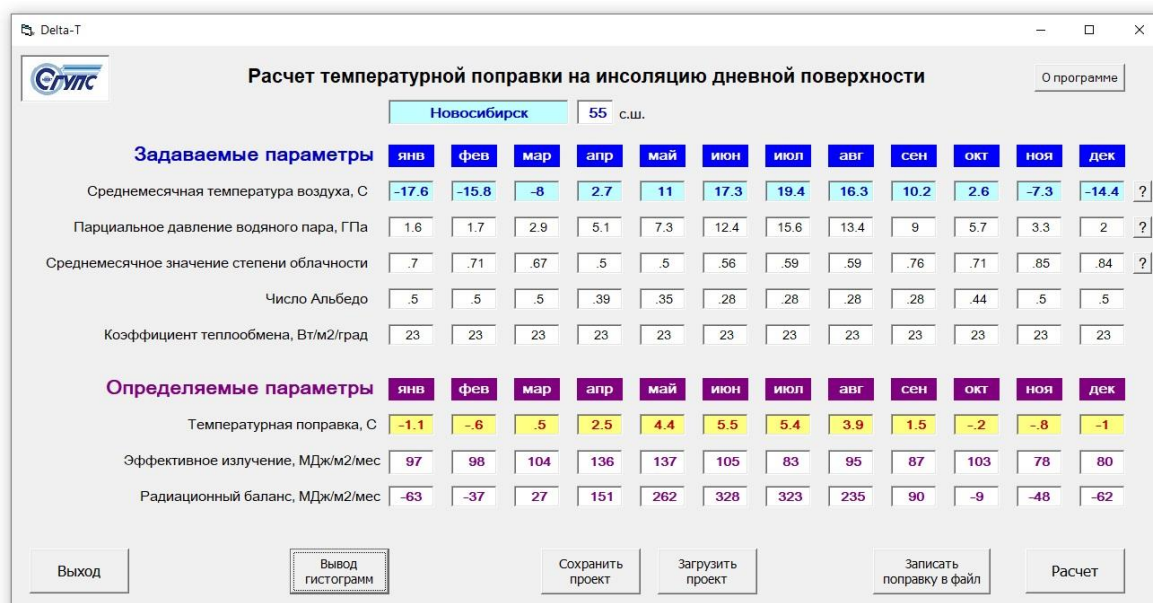 Delta-T
СГУПС
Расчет температурной поправки на инсоляцию дневной поверхности
О программе
Новосибирск 55 с.ш.
Задаваемые параметры янв фев мар апр май июн июл авг сен окт ноя дек
Среднемесячная температура воздуха, С -17.6 -15.8 -8 2.7 11 17.3 19.4 16.3 10.2 2.6 -7.3 -14.4 ?
Парциальное давление водяного пара, ГПа 1.6 1.7 2.9 5.1 7.3 12.4 15.6 13.4 9 5.7 3.3 2 ?
Среднемесячное значение степени облачности .7 .71 .67 .5 .5 .56 .59 .59 .76 .71 .85 .84 ?
Число Альбедо .5 .5 .5 .39 .35 .28 .28 .28 .28 .44 .5 .5
Коэффициент теплообмена, Вт/м2/град 23 23 23 23 23 23 23 23 23 23 23 23
Определяемые параметры янв фев мар апр май июн июл авг сен окт ноя дек
Температурная поправка, С -1.1 -.6 .5 2.5 4.4 5.5 5.4 3.9 1.5 -.2 -.8 -1
Эффективное излучение, МДж/м2/мес 97 98 104 136 137 105 83 95 87 103 78 80
Радиационный баланс, МДж/м2/мес -63 -37 27 151 262 328 323 235 90 -9 -48 -62
Выход
Вывод
гистограмм
Сохранить
проект
Загрузить
проект
Записать
поправку в файл
Расчет